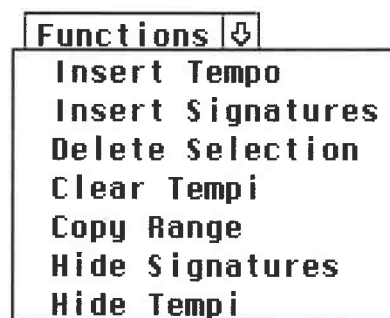 Functions
Insert Tempo
Insert Signatures
Delete Selection
Clear Tempi
Copy Range
Hide Signatures
Hide Tempi